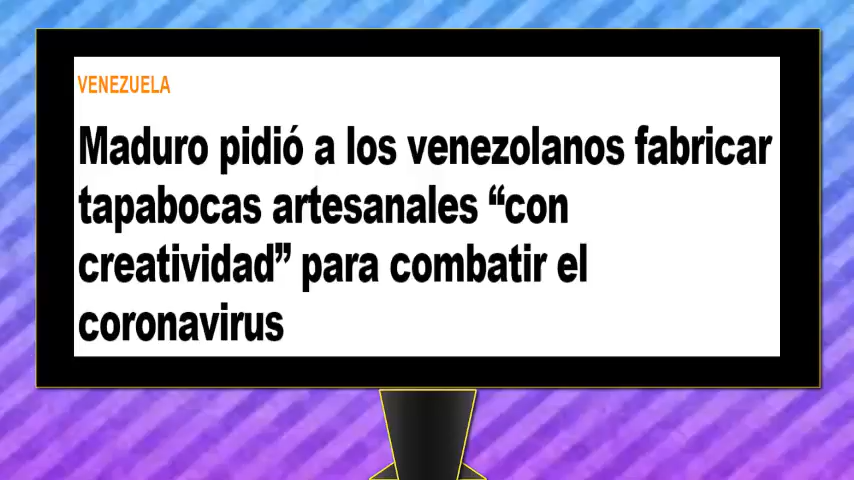 VENEZUELA
Maduro pidió a los venezolanos fabricar
tapabocas artesanales “con
creatividad” para combatir el
coronavirus